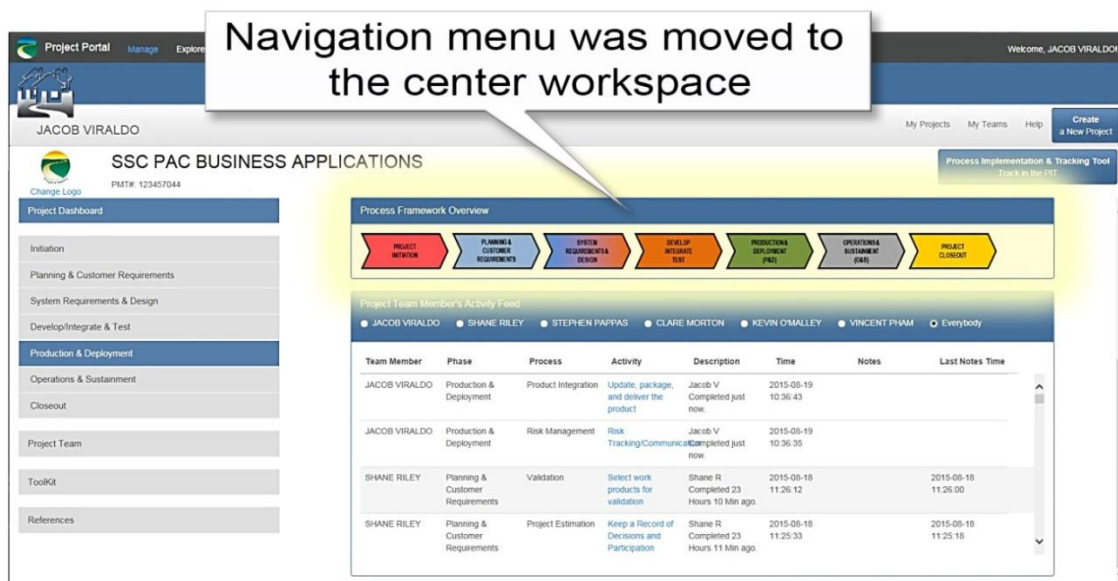 Navigation menu was moved to
the center workspace
Project Portal Manage Explore
Welcome, JACOB VIRALDO!
JACOB VIRALDO
My Projects My Teams Help
Create
a New Project
SSC PAC BUSINESS APPLICATIONS
PMT#: 123457044
Change Logo
Process Implementation & Tracking Tool
Track in the PIT
Project Dashboard
Initiation
Planning & Customer Requirements
System Requirements & Design
Develop/Integrate & Test
Production & Deployment
Operations & Sustainment
Closeout
Project Team
ToolKit
References
Process Framework Overview
PROJECT
INITIATION
PLANNING &
CUSTOMER
REQUIREMENTS
SYSTEM
REQUIREMENTS &
DESIGN
DEVELOP
INTEGRATE
TEST
PRODUCTION &
DEPLOYMENT
(P&D)
OPERATIONS &
SUSTAINMENT
(O&S)
PROJECT
CLOSEOUT
Project Team Member's Activity Feed
JACOB VIRALDO SHANE RILEY STEPHEN PAPPAS CLARE MORTON KEVIN O'MALLEY VINCENT PHAM Everybody
Team Member Phase Process Activity Description Time Notes Last Notes Time
JACOB VIRALDO Production & Product Integration Update, package, Jacob V 2015-08-19
Deployment and deliver the Completed just 10:36:43
product now.
JACOB VIRALDO Production & Risk Management Risk Jacob V 2015-08-19
Deployment Tracking/Communication Completed just 10:36:35
now.
SHANE RILEY Planning & Validation Select work Shane R 2015-08-18 2015-08-18
Customer products for Completed 23 11:26:12 11:26:00
Requirements validation Hours 10 Min ago.
SHANE RILEY Planning & Project Estimation Keep a Record of Shane R 2015-08-18 2015-08-18
Customer Decisions and Completed 23 11:25:33 11:25:18
Requirements Participation Hours 11 Min ago.